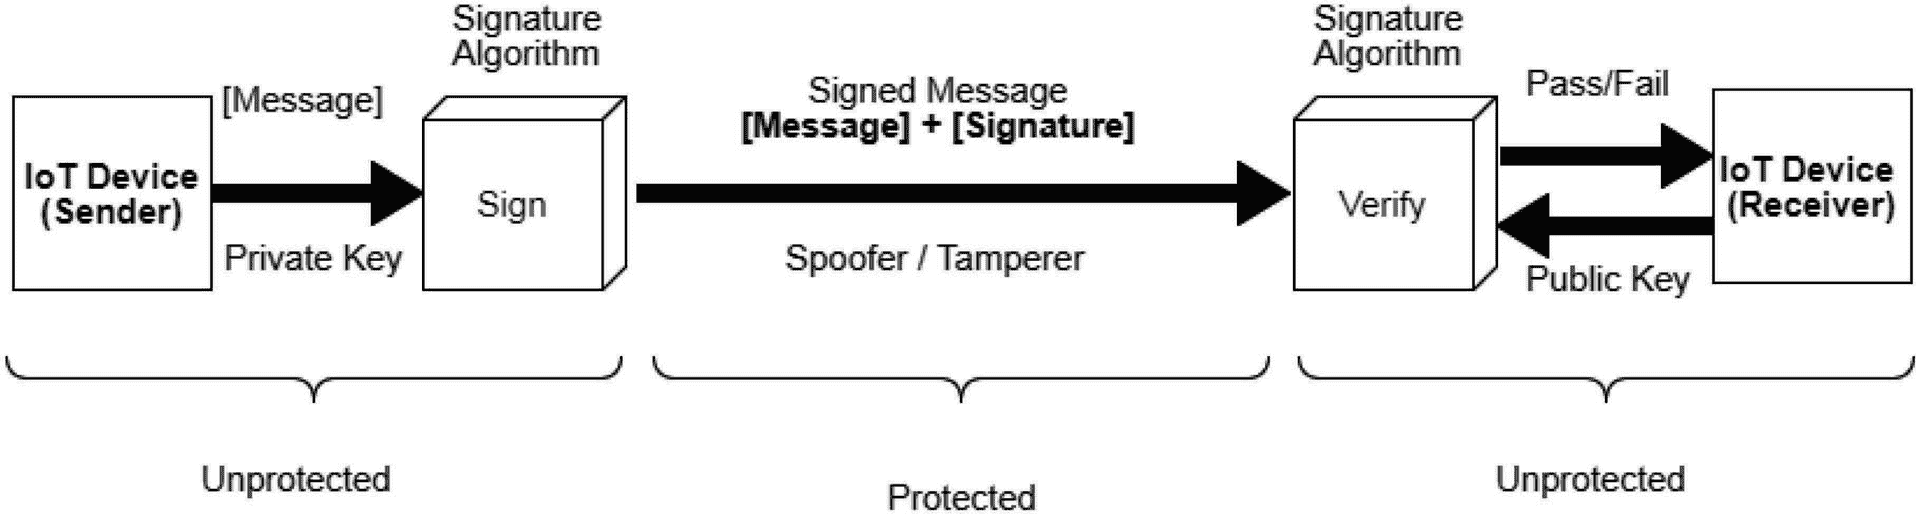 Signature
Algorithm
Signature
Algorithm
[Message]
Signed Message
[Message] + [Signature]
Pass/Fail
IoT Device
(Sender)
Sign
Verify
IoT Device
(Receiver)
Private Key
Spoofer / Tamperer
Public Key
Unprotected
Protected
Unprotected